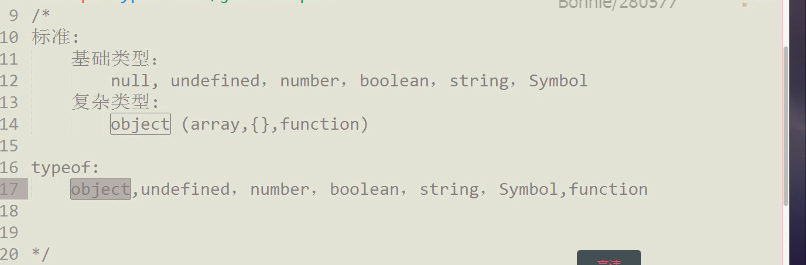 Bonnie/280577
9 /*
10 标准:
11 基础类型:
12 null, undefined, number, boolean, string, Symbol
13 复杂类型:
14 object (array,{},function)
15
16 typeof:
17 object,undefined, number, boolean, string, Symbol,function
18
19
20 */